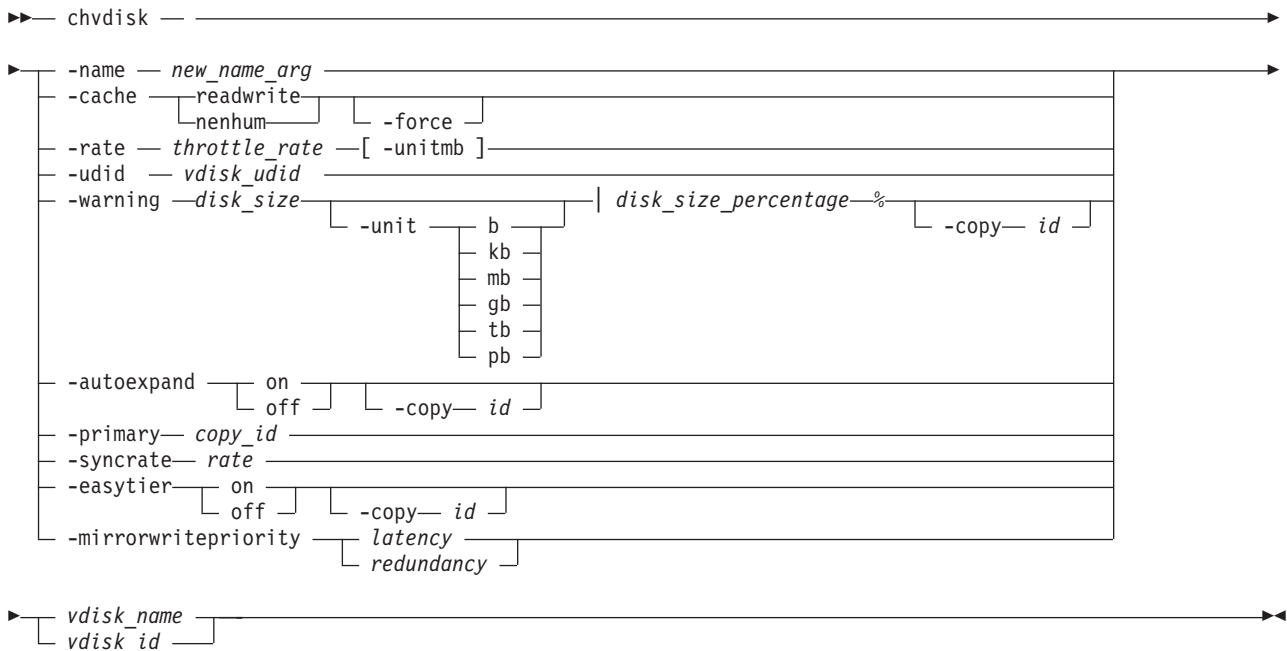 chvdisk
-name new_name_arg
-cache readwrite
nenhum -force
-rate throttle_rate [ -unitmb ]
-udid vdisk_udid
-warning disk_size | disk_size_percentage %
-unit b -copy id
kb
mb
gb
tb
pb
-autoexpand on
off -copy id
-primary copy_id
-syncrate rate
-easytier on
off -copy id
-mirrorwritepriority latency
redundancy
vdisk_name
vdisk_id